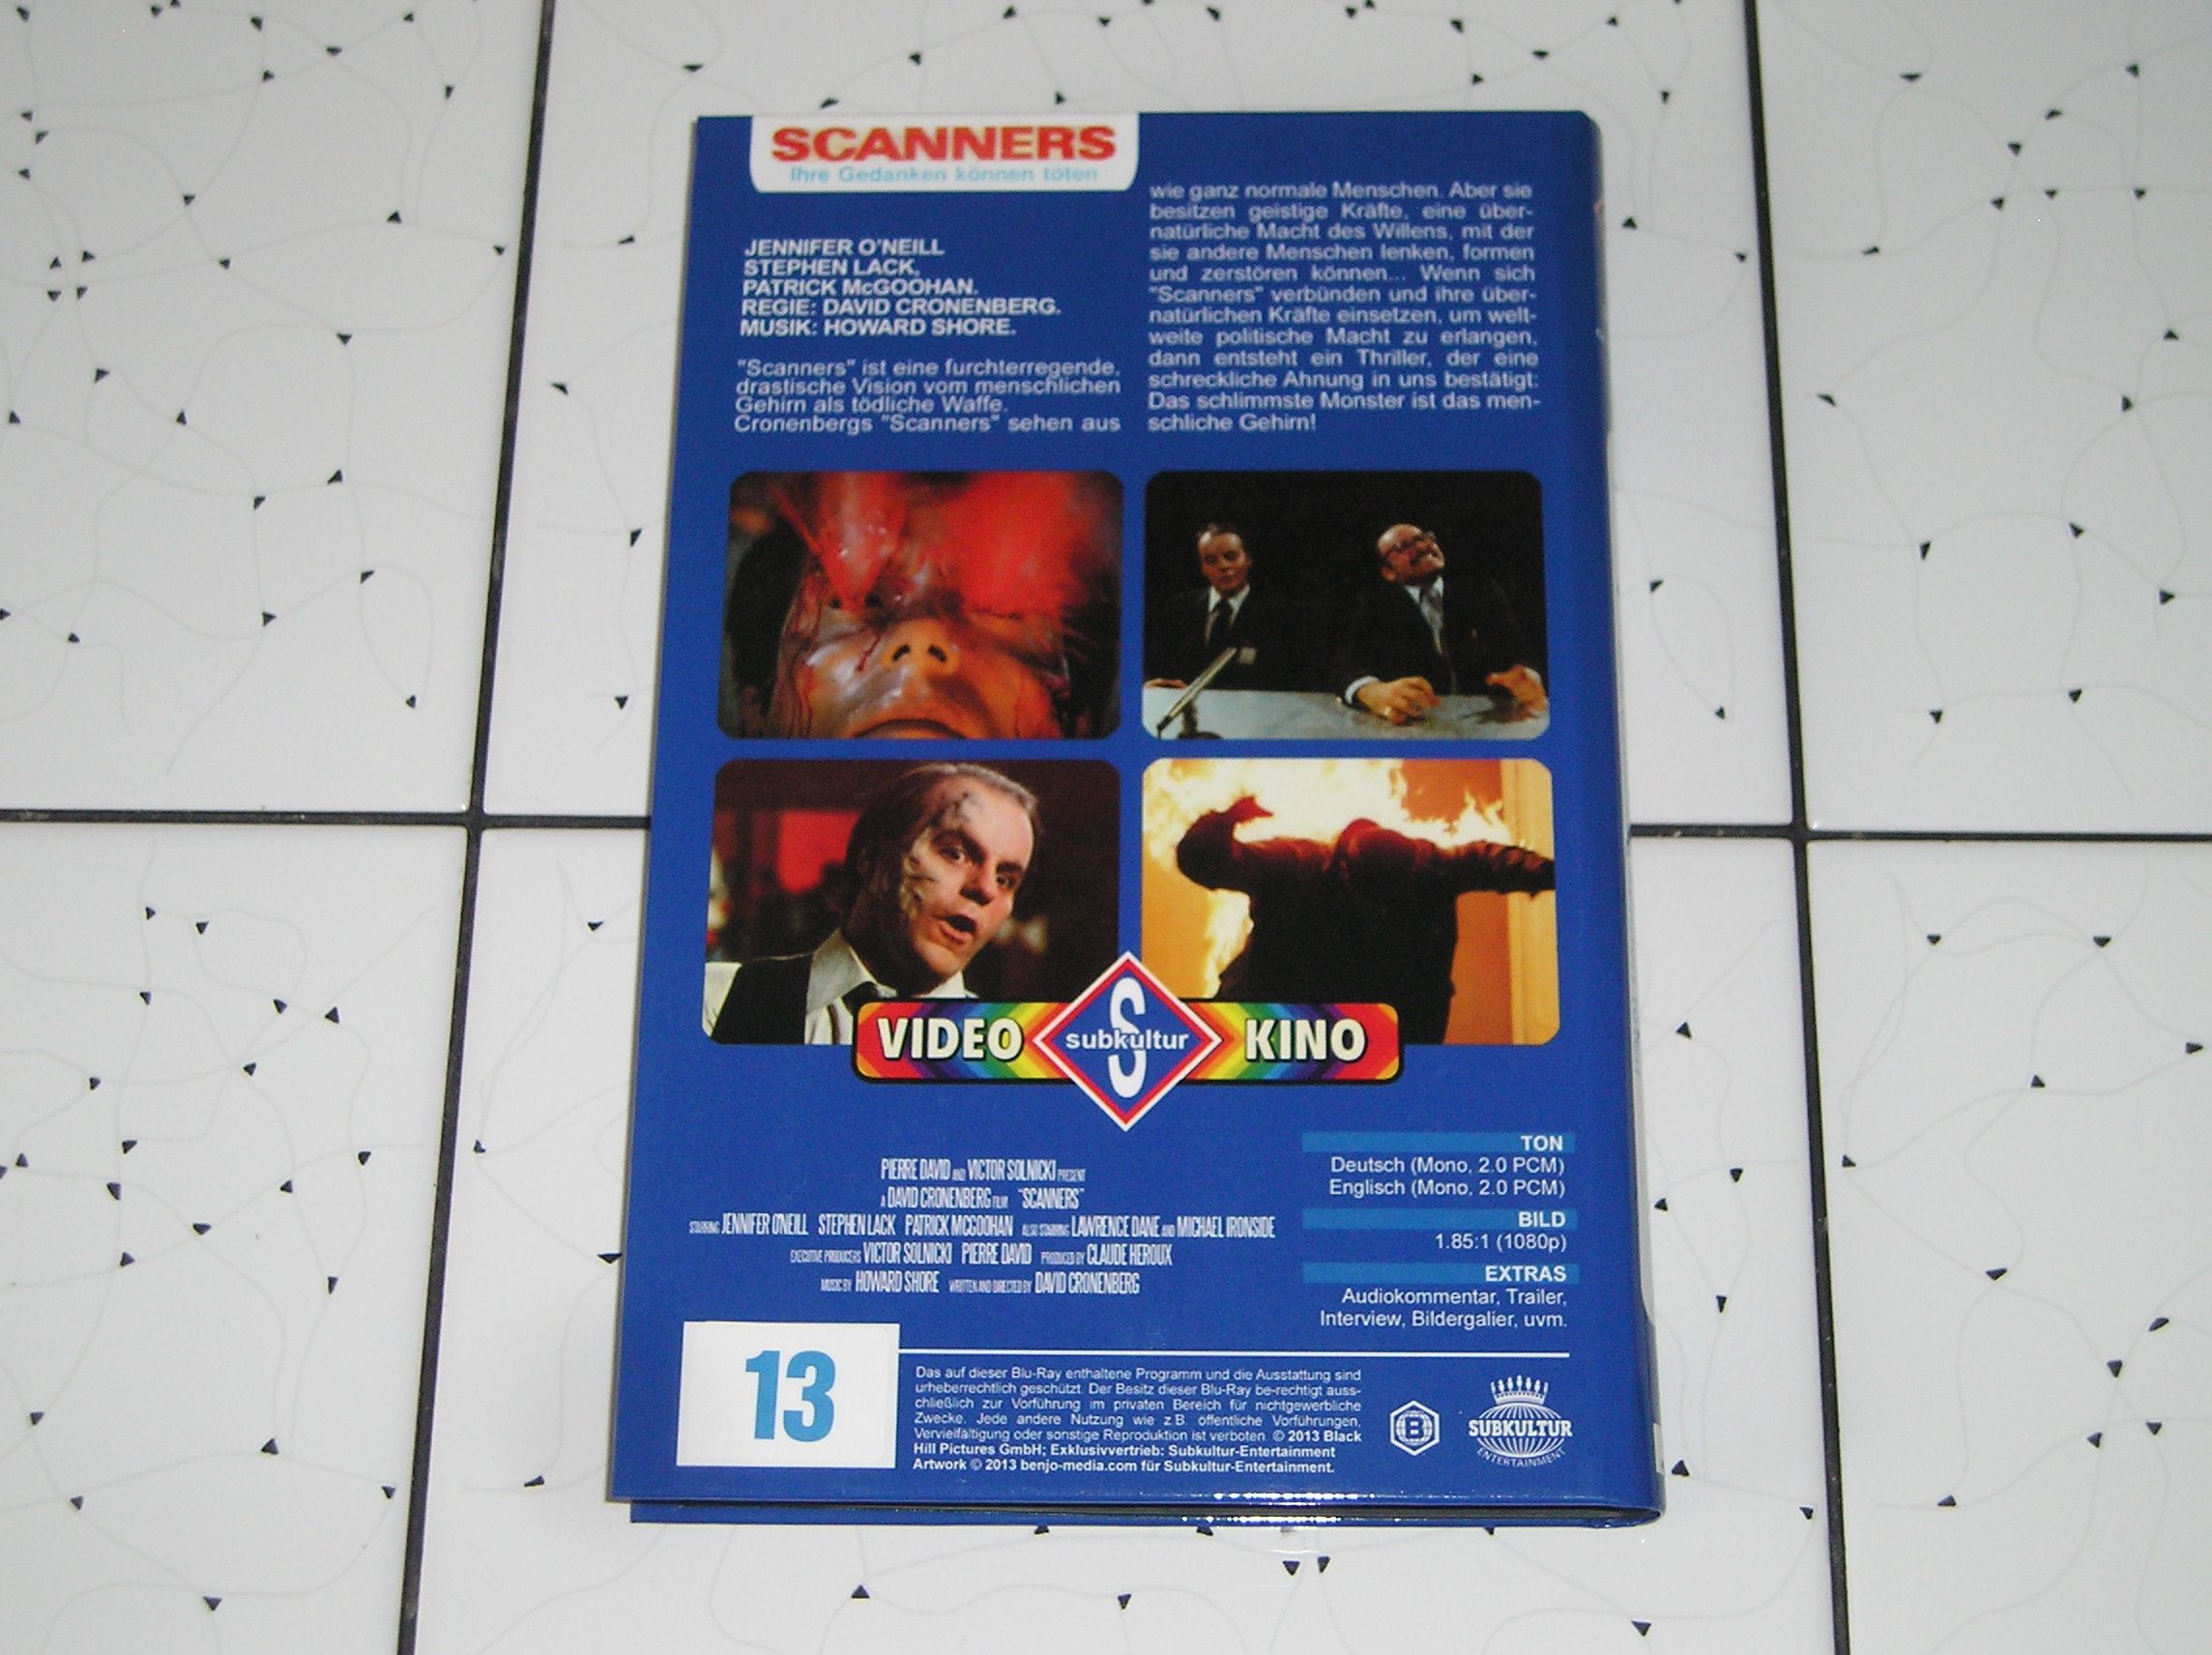 SCANNERS
Ihre Gedanken können töten
JENNIFER O'NEILL
STEPHEN LACK,
PATRICK McGOOHAN.
REGIE: DAVID CRONENBERG.
MUSIK: HOWARD SHORE.
"Scanners" ist eine furchterregende,
drastische Vision vom menschlichen
Gehirn als tödliche Waffe.
Cronenbergs "Scanners" sehen aus
wie ganz normale Menschen. Aber sie
besitzen geistige Kräfte, eine über-
natürliche Macht des Willens, mit der
sie andere Menschen lenken, formen
und zerstören können... Wenn sich
"Scanners" verbünden und ihre über-
natürlichen Kräfte einsetzen, um welt-
weite politische Macht zu erlangen,
dann entsteht ein Thriller, der eine
schreckliche Ahnung in uns bestätigt:
Das schlimmste Monster ist das men-
schliche Gehirn!
VIDEO S subkultur KINO
PIERRE DAVID AND VICTOR SOLNICKI PRESENT
A DAVID CRONENBERG FILM "SCANNERS"
STARRING JENNIFER O'NEILL STEPHEN LACK PATRICK MCGOOHAN ALSO STARRING LAWRENCE DANE AND MICHAEL IRONSIDE
EXECUTIVE PRODUCERS VICTOR SOLNICKI PIERRE DAVID PRODUCED BY CLAUDE HEROUX
MUSIC BY HOWARD SHORE WRITTEN AND DIRECTED BY DAVID CRONENBERG
TON
Deutsch (Mono, 2.0 PCM)
Englisch (Mono, 2.0 PCM)
BILD
1.85:1 (1080p)
EXTRAS
Audiokommentar, Trailer,
Interview, Bildergalier, uvm.
13
Das auf dieser Blu-Ray enthaltene Programm und die Ausstattung sind
urheberrechtlich geschützt. Der Besitz dieser Blu-Ray be-rechtigt auss-
chließlich zur Vorführung im privaten Bereich für nichtgewerbliche
Zwecke. Jede andere Nutzung wie z.B. öffentliche Vorführungen,
Vervielfältigung oder sonstige Reproduktion ist verboten. © 2013 Black
Hill Pictures GmbH; Exklusivvertrieb: Subkultur-Entertainment
Artwork © 2013 benjo-media.com für Subkultur-Entertainment.
B
SUBKULTUR
ENTERTAINMENT